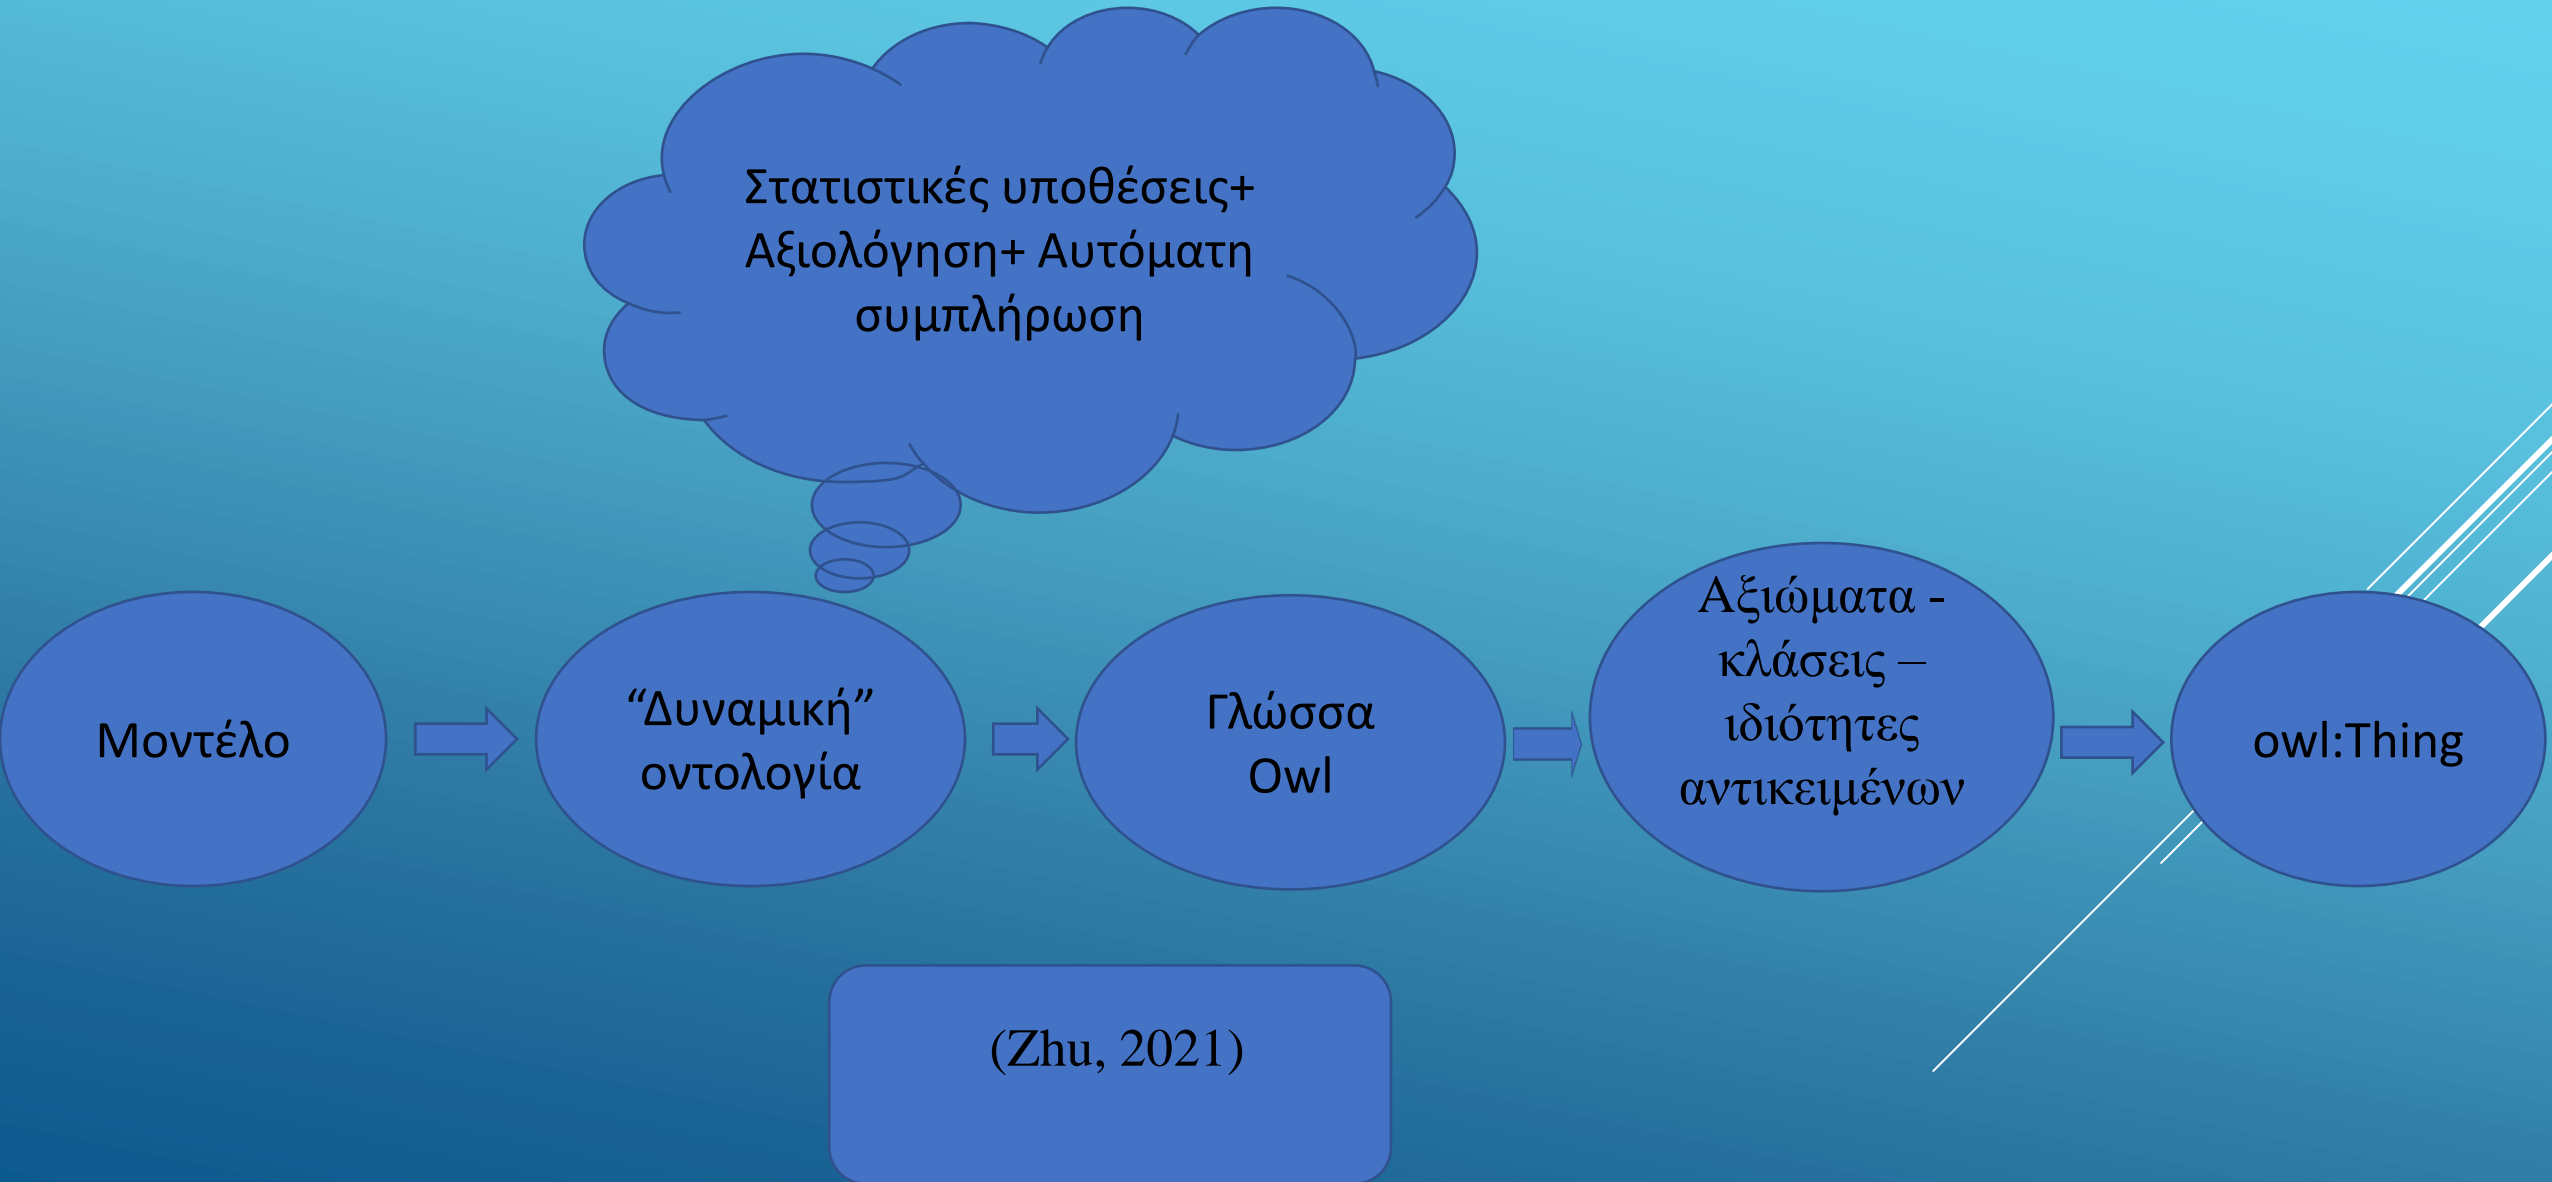 Στατιστικές υποθέσεις+
Αξιολόγηση+ Αυτόματη
συμπλήρωση
Μοντέλο
“Δυναμική”
οντολογία
Γλώσσα
Owl
Αξιώματα -
κλάσεις –
ιδιότητες
αντικειμένων
owl:Thing
(Zhu, 2021)